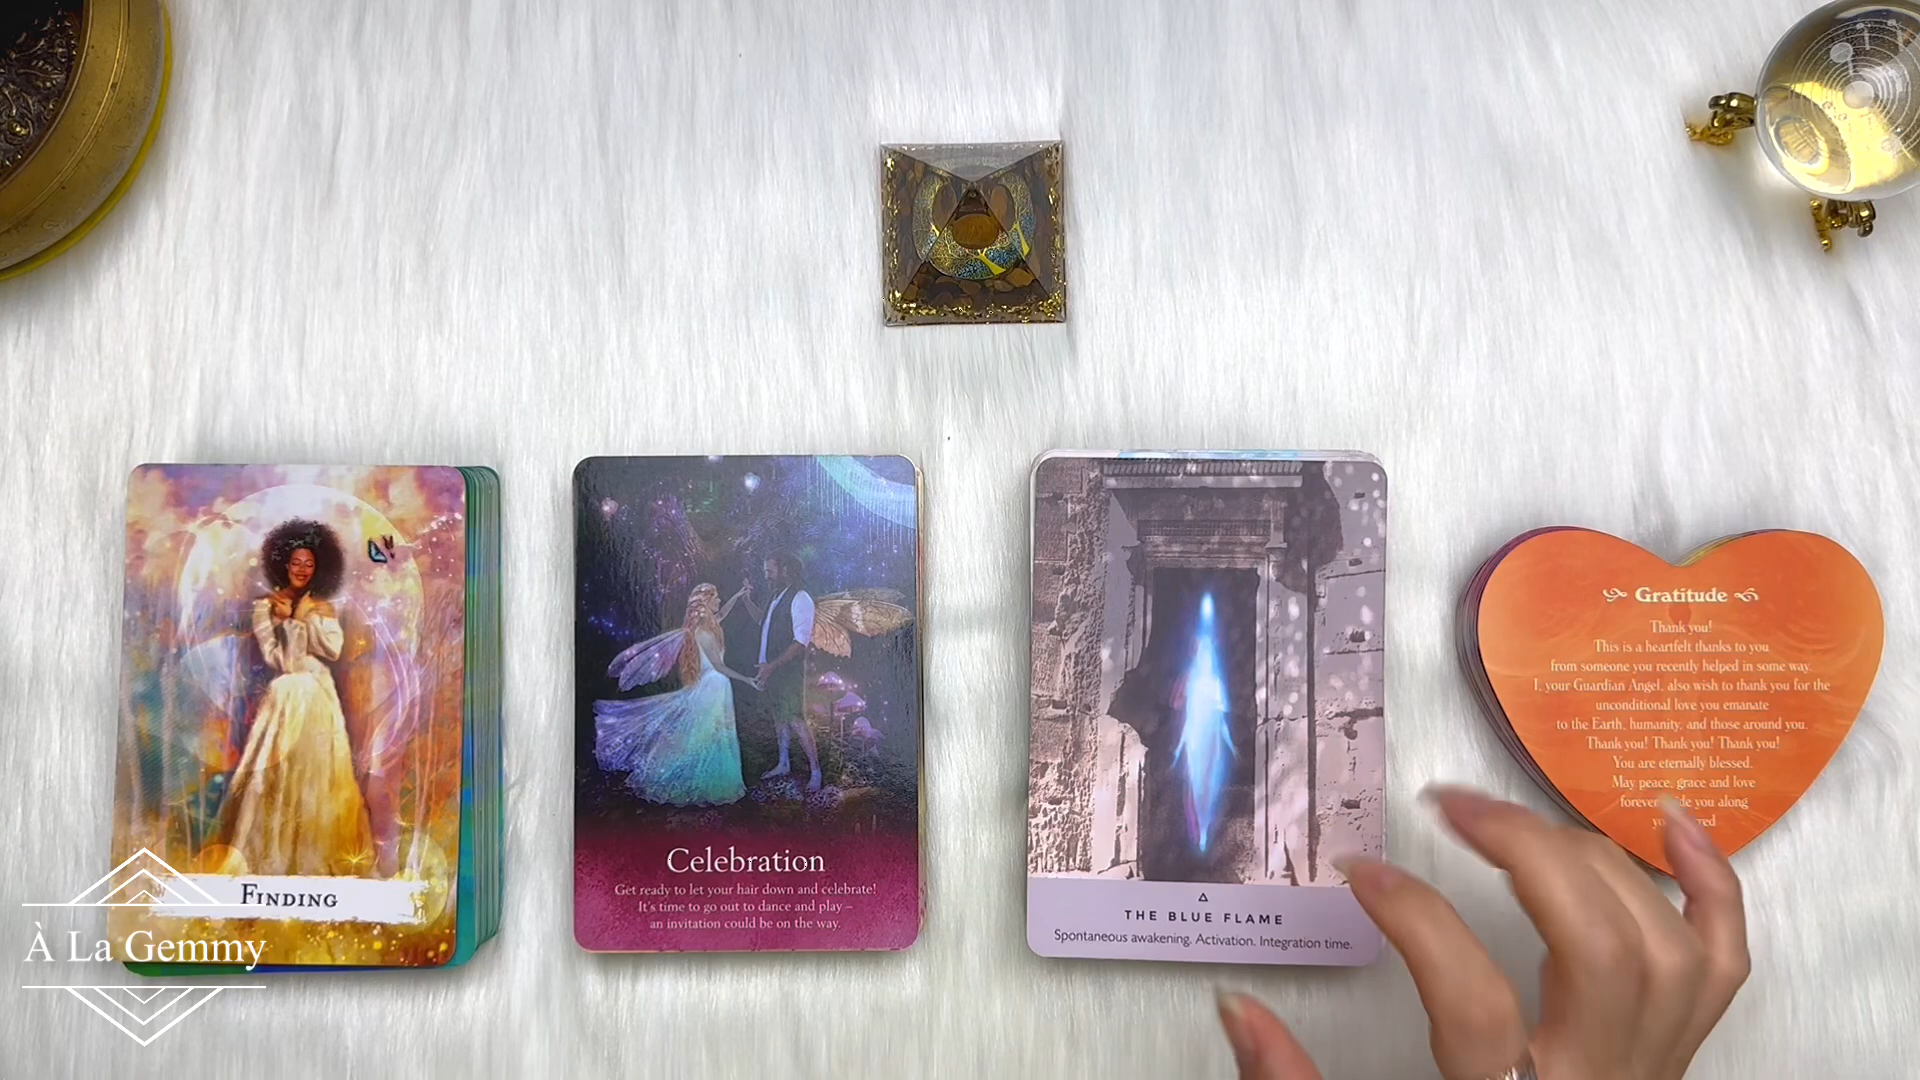 FINDING
À LA GEMMY
Celebration
Get ready to let your hair down and celebrate!
It's time to go out to dance and play –
an invitation could be on the way.
THE BLUE FLAME
Spontaneous awakening. Activation. Integration time.
Gratitude
Thank you!
This is a heartfelt thanks to you
from someone you recently helped in some way.
I, your Guardian Angel, also wish to thank you for the
unconditional love you emanate
to the Earth, humanity, and those around you.
Thank you! Thank you! Thank you!
You are eternally blessed.
May peace, grace and love
you along